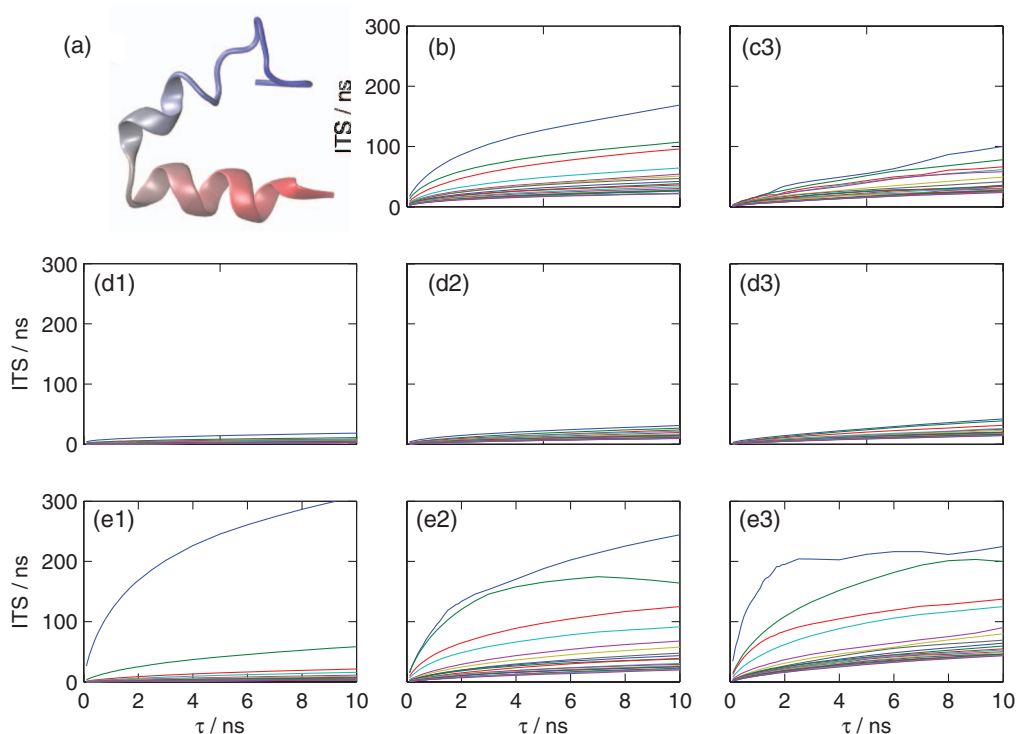 (a)
(b)
(c3)
300
200
100
0
ITS / ns
(d1)
(d2)
(d3)
300
200
100
0
ITS / ns
(e1)
(e2)
(e3)
300
200
100
0
ITS / ns
0 2 4 6 8 10
0 2 4 6 8 10
0 2 4 6 8 10
τ / ns
τ / ns
τ / ns